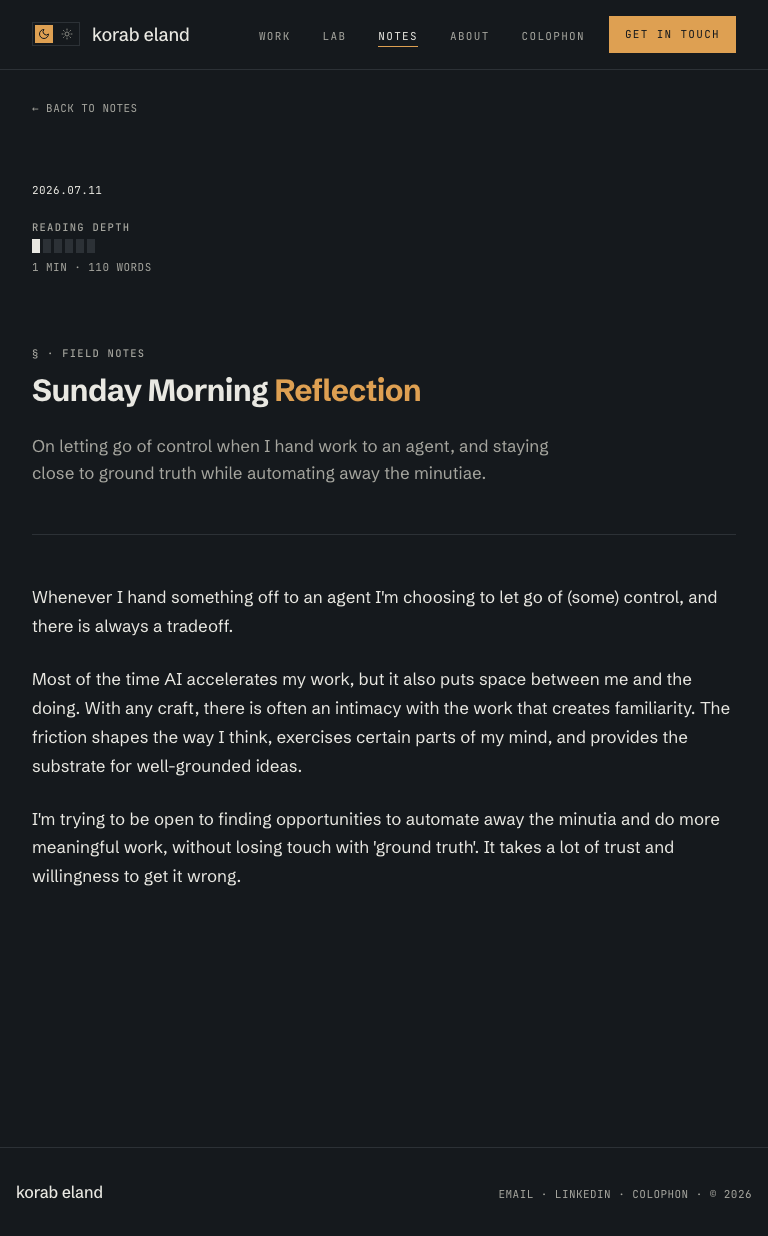 korab eland
WORK LAB NOTES ABOUT COLOPHON GET IN TOUCH
← BACK TO NOTES
2026.07.11
READING DEPTH
1 MIN · 110 WORDS
§ · FIELD NOTES
Sunday Morning Reflection
On letting go of control when I hand work to an agent, and staying
close to ground truth while automating away the minutiae.
Whenever I hand something off to an agent I'm choosing to let go of (some) control, and
there is always a tradeoff.
Most of the time AI accelerates my work, but it also puts space between me and the
doing. With any craft, there is often an intimacy with the work that creates familiarity. The
friction shapes the way I think, exercises certain parts of my mind, and provides the
substrate for well-grounded ideas.
I'm trying to be open to finding opportunities to automate away the minutia and do more
meaningful work, without losing touch with 'ground truth'. It takes a lot of trust and
willingness to get it wrong.
korab eland
EMAIL · LINKEDIN · COLOPHON · © 2026